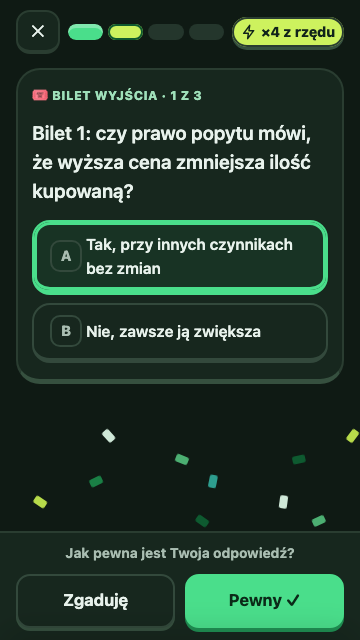 ×4 z rzędu
BILET WYJŚCIA · 1 Z 3
Bilet 1: czy prawo popytu mówi,
że wyższa cena zmniejsza ilość
kupowaną?
A
Tak, przy innych czynnikach
bez zmian
B
Nie, zawsze ją zwiększa
Jak pewna jest Twoja odpowiedź?
Zgaduję
Pewny ✓